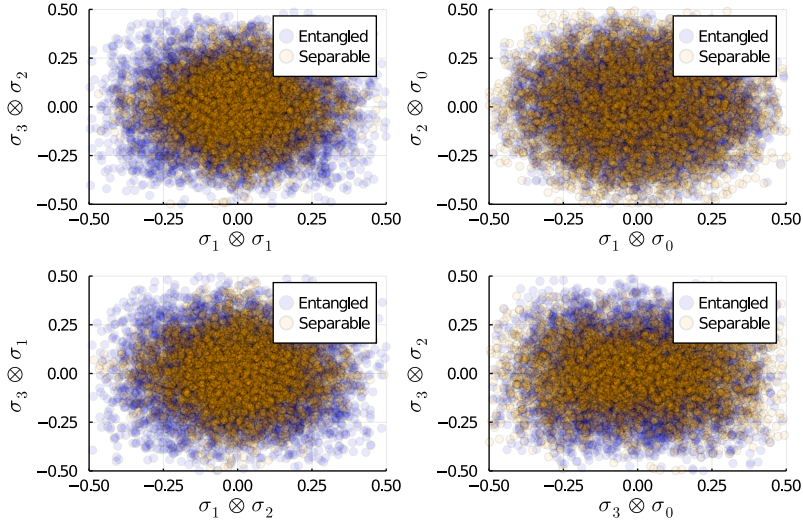 0.50
0.25
0.00
−0.25
−0.50
σ₃ ⊗ σ₂
Entangled
Separable
−0.50 −0.25 0.00 0.25 0.50
σ₁ ⊗ σ₁
0.50
0.25
0.00
−0.25
−0.50
σ₂ ⊗ σ₀
Entangled
Separable
−0.50 −0.25 0.00 0.25 0.50
σ₁ ⊗ σ₀
0.50
0.25
0.00
−0.25
−0.50
σ₃ ⊗ σ₁
Entangled
Separable
−0.50 −0.25 0.00 0.25 0.50
σ₁ ⊗ σ₂
0.50
0.25
0.00
−0.25
−0.50
σ₃ ⊗ σ₂
Entangled
Separable
−0.50 −0.25 0.00 0.25 0.50
σ₃ ⊗ σ₀